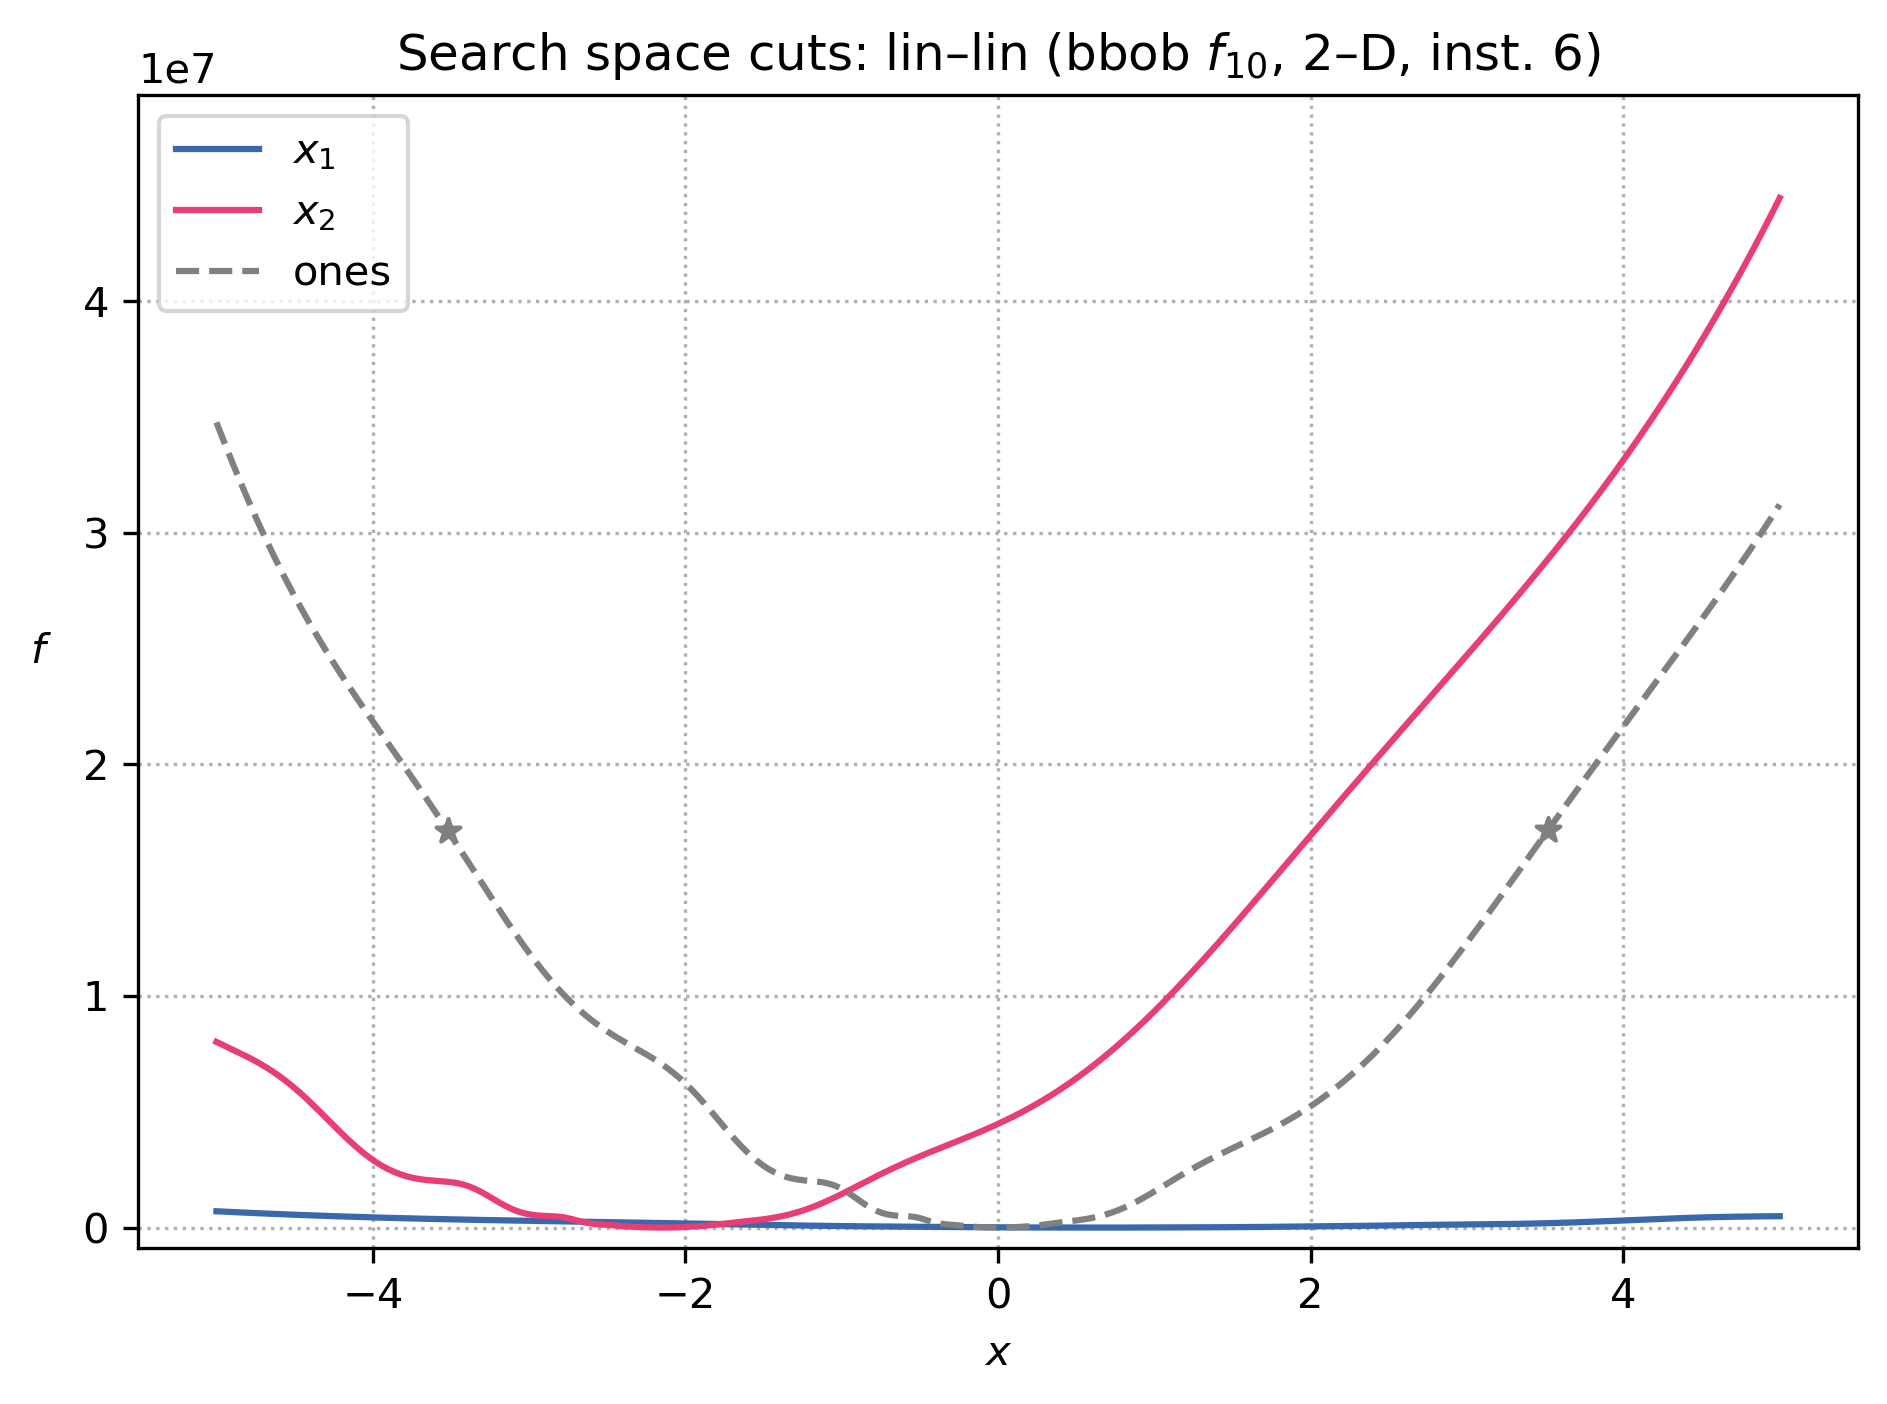 Search space cuts: lin–lin (bbob f₁₀, 2–D, inst. 6)
1e7
x₁
x₂
ones
4
3
2
1
0
f
−4
−2
0
2
4
x